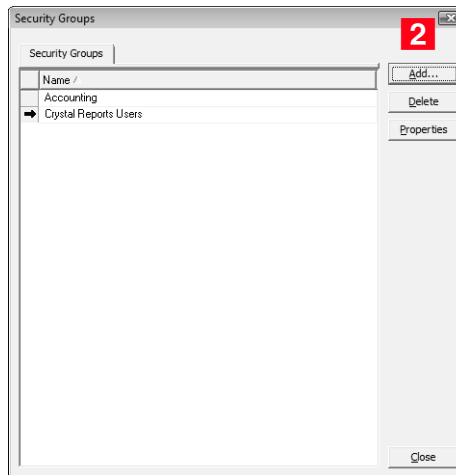 Security Groups
2
Security Groups
Add...
Name
Accounting
Delete
Crystal Reports Users
Properties
Close